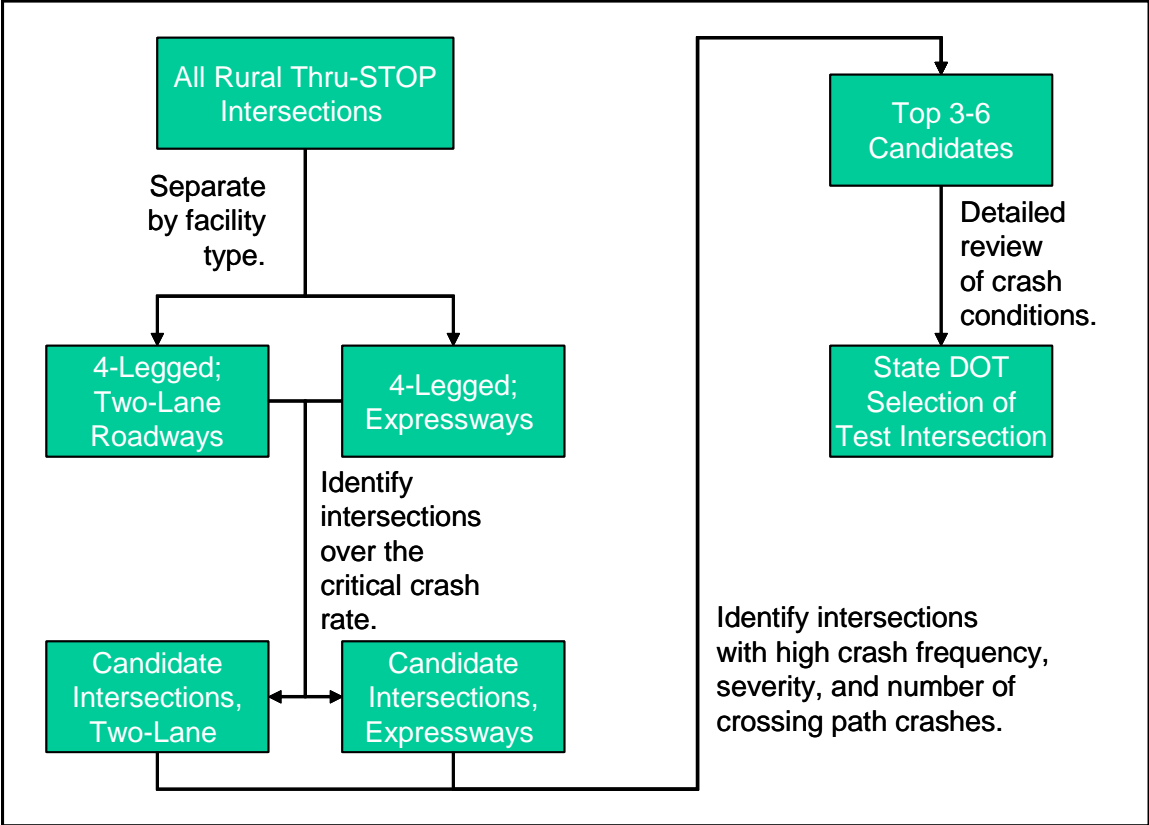 All Rural Thru-STOP
Intersections
Separate
by facility
type.
4-Legged;
Two-Lane
Roadways
4-Legged;
Expressways
Identify
intersections
over the
critical crash
rate.
Candidate
Intersections,
Two-Lane
Candidate
Intersections,
Expressways
Identify intersections
with high crash frequency,
severity, and number of
crossing path crashes.
Top 3-6
Candidates
Detailed
review
of crash
conditions.
State DOT
Selection of
Test Intersection